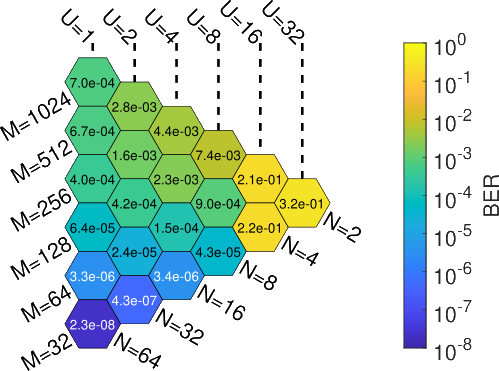 U=1 U=2 U=4 U=8 U=16 U=32
7.0e-04
M=1024
2.8e-03
6.7e-04
4.4e-03
M=512
1.6e-03
7.4e-03
4.0e-04
2.3e-03
2.1e-01
M=256
4.2e-04
9.0e-04
3.2e-01
6.4e-05
1.5e-04
2.2e-01
N=2
M=128
2.4e-05
4.3e-05
N=4
3.3e-06
3.4e-06
N=8
M=64
4.3e-07
N=16
2.3e-08
N=32
M=32
N=64
10^0
10^-1
10^-2
10^-3
10^-4
10^-5
10^-6
10^-7
10^-8
BER